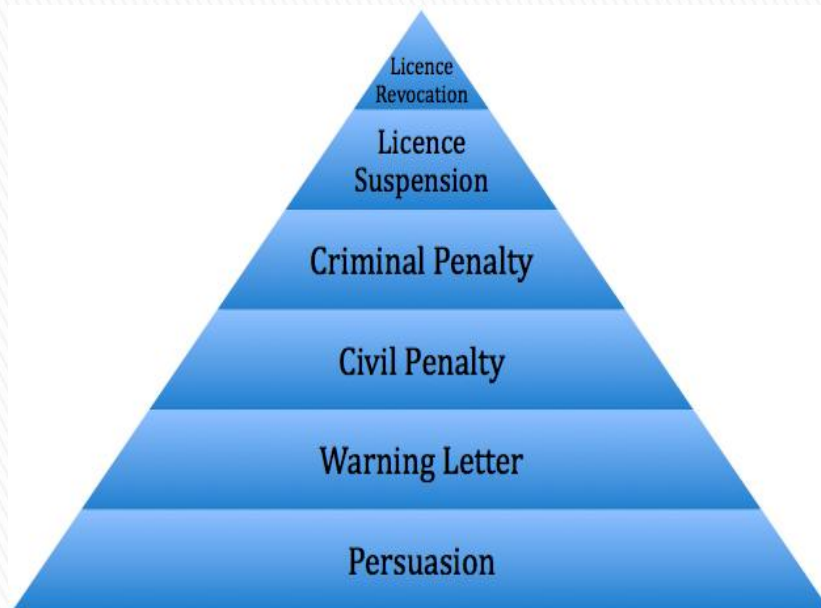 Licence
Revocation
Licence
Suspension
Criminal Penalty
Civil Penalty
Warning Letter
Persuasion